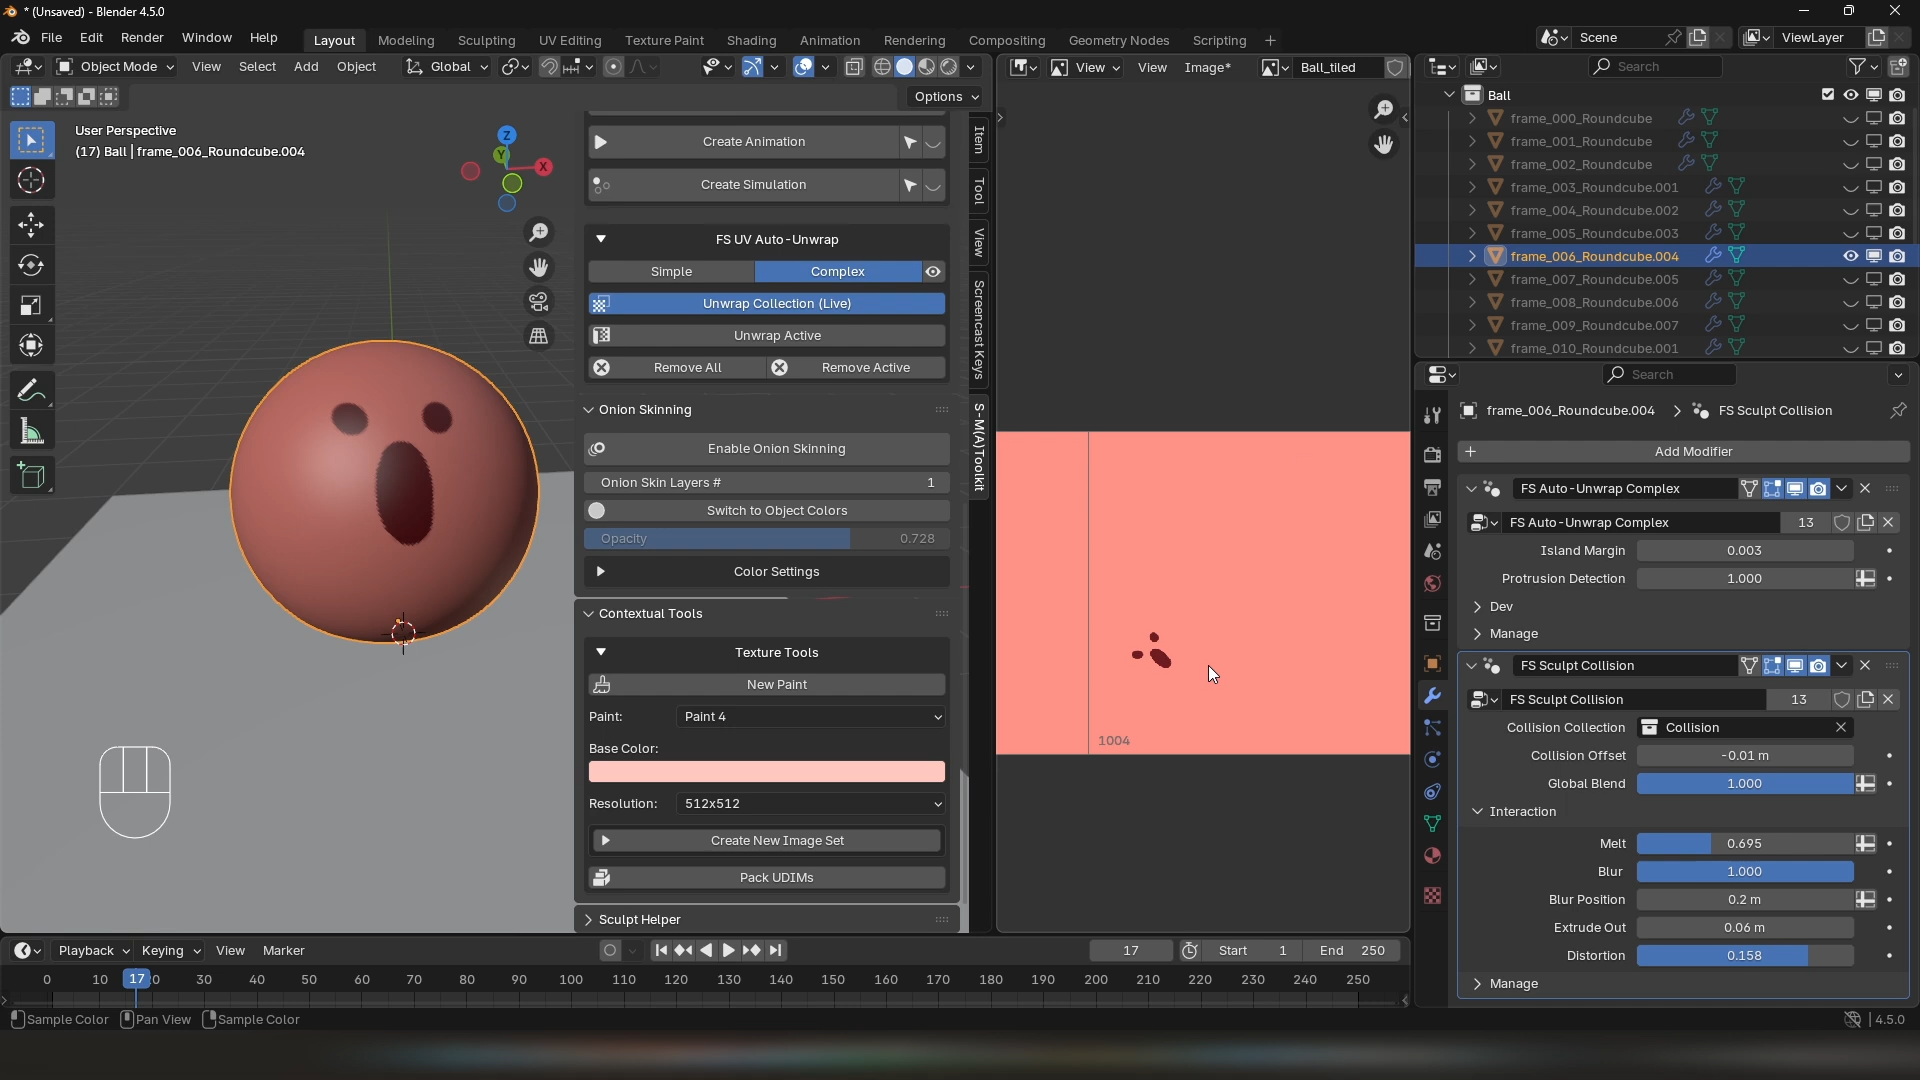 * (Unsaved) - Blender 4.5.0
File Edit Render Window Help
Layout Modeling Sculpting UV Editing Texture Paint Shading Animation Rendering Compositing Geometry Nodes Scripting
Scene
ViewLayer
Object Mode View Select Add Object Global
Options
View View Image* Ball_tiled
Search
User Perspective
(17) Ball | frame_006_Roundcube.004
Z
Y
X
Create Animation
Create Simulation
FS UV Auto-Unwrap
Simple Complex
Unwrap Collection (Live)
Unwrap Active
Remove All Remove Active
Onion Skinning
Enable Onion Skinning
Onion Skin Layers # 1
Switch to Object Colors
Opacity 0.728
Color Settings
Contextual Tools
Texture Tools
New Paint
Paint: Paint 4
Base Color:
Resolution: 512x512
Create New Image Set
Pack UDIMs
Sculpt Helper
Item
Tool
View
Screencast Keys
S-M(A)Toolkit
1004
Ball
frame_000_Roundcube
frame_001_Roundcube
frame_002_Roundcube
frame_003_Roundcube.001
frame_004_Roundcube.002
frame_005_Roundcube.003
frame_006_Roundcube.004
frame_007_Roundcube.005
frame_008_Roundcube.006
frame_009_Roundcube.007
frame_010_Roundcube.001
Search
frame_006_Roundcube.004 FS Sculpt Collision
Add Modifier
FS Auto-Unwrap Complex
FS Auto-Unwrap Complex 13
Island Margin 0.003
Protrusion Detection 1.000
Dev
Manage
FS Sculpt Collision
FS Sculpt Collision 13
Collision Collection Collision
Collision Offset -0.01 m
Global Blend 1.000
Interaction
Melt 0.695
Blur 1.000
Blur Position 0.2 m
Extrude Out 0.06 m
Distortion 0.158
Manage
Playback Keying View Marker
17 Start 1 End 250
0 10 17 20 30 40 50 60 70 80 90 100 110 120 130 140 150 160 170 180 190 200 210 220 230 240 250
Sample Color Pan View Sample Color
4.5.0